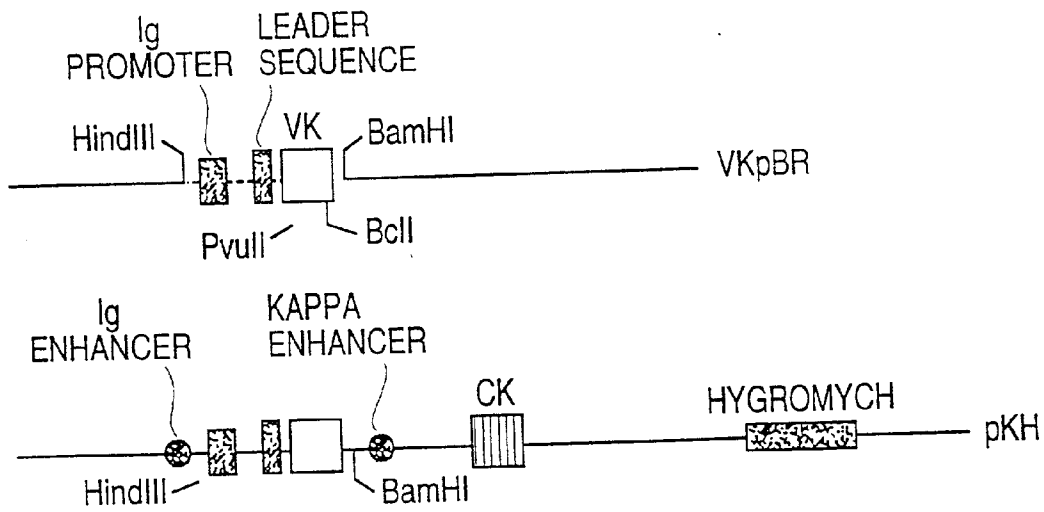 Ig
PROMOTER
LEADER
SEQUENCE
HindIII
VK
BamHI
VKpBR
PvuII
BclI
Ig
ENHANCER
KAPPA
ENHANCER
CK
HYGROMYCH
pKH
HindIII
BamHI